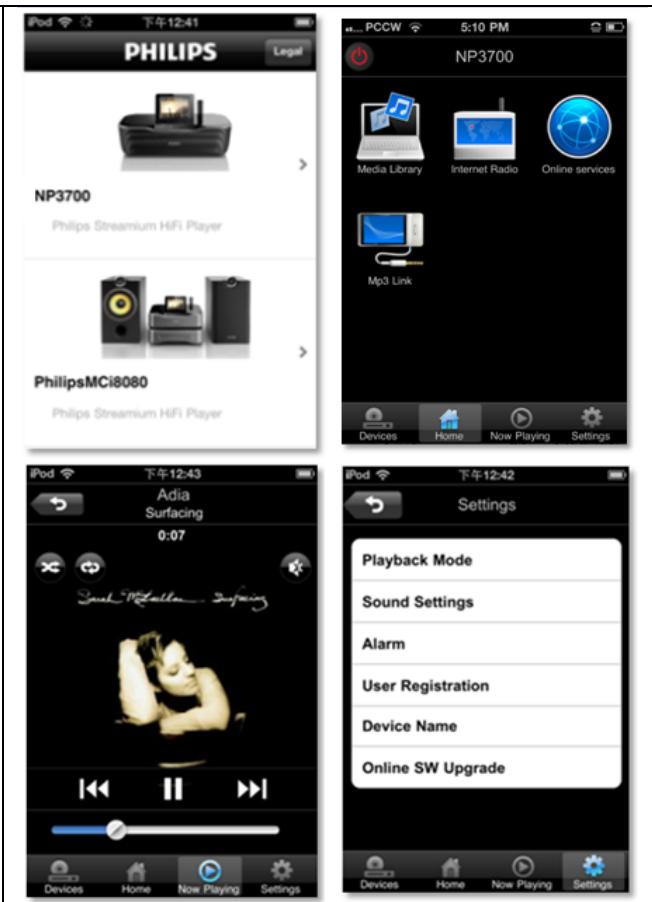 iPod 下午12:41
PHILIPS Legal
NP3700
Philips Streamium HiFi Player
PhilipsMCi8080
Philips Streamium HiFi Player
... PCCW 5:10 PM
NP3700
Media Library Internet Radio Online services
Mp3 Link
Devices Home Now Playing Settings
iPod 下午12:43
Adia
Surfacing
0:07
Sarah McLachlan Surfacing
Devices Home Now Playing Settings
iPod 下午12:42
Settings
Playback Mode
Sound Settings
Alarm
User Registration
Device Name
Online SW Upgrade
Devices Home Now Playing Settings